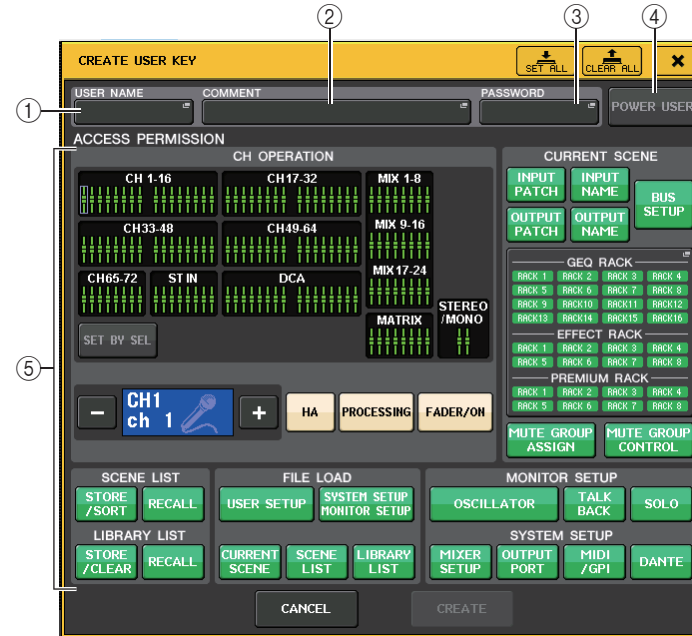 ② ③ ④
CREATE USER KEY
SET ALL
CLEAR ALL
①
USER NAME
COMMENT
PASSWORD
POWER USER
ACCESS PERMISSION
⑤
CH OPERATION
CH 1-16
CH17-32
MIX 1-8
CH33-48
CH49-64
MIX 9-16
CH65-72
ST IN
DCA
MIX17-24
SET BY SEL
MATRIX
STEREO
/MONO
−
CH1
ch 1
+
HA
PROCESSING
FADER/ON
CURRENT SCENE
INPUT
PATCH
INPUT
NAME
BUS
SETUP
OUTPUT
PATCH
OUTPUT
NAME
GEQ RACK
RACK 1 RACK 2 RACK 3 RACK 4
RACK 5 RACK 6 RACK 7 RACK 8
RACK 9 RACK10 RACK11 RACK12
RACK13 RACK14 RACK15 RACK16
EFFECT RACK
RACK 1 RACK 2 RACK 3 RACK 4
RACK 5 RACK 6 RACK 7 RACK 8
PREMIUM RACK
RACK 1 RACK 2 RACK 3 RACK 4
RACK 5 RACK 6 RACK 7 RACK 8
MUTE GROUP
ASSIGN
MUTE GROUP
CONTROL
SCENE LIST
STORE
/SORT
RECALL
LIBRARY LIST
STORE
/CLEAR
RECALL
FILE LOAD
USER SETUP
SYSTEM SETUP
MONITOR SETUP
CURRENT
SCENE
SCENE
LIST
LIBRARY
LIST
MONITOR SETUP
OSCILLATOR
TALK
BACK
SOLO
SYSTEM SETUP
MIXER
SETUP
OUTPUT
PORT
MIDI
/GPI
DANTE
CANCEL
CREATE